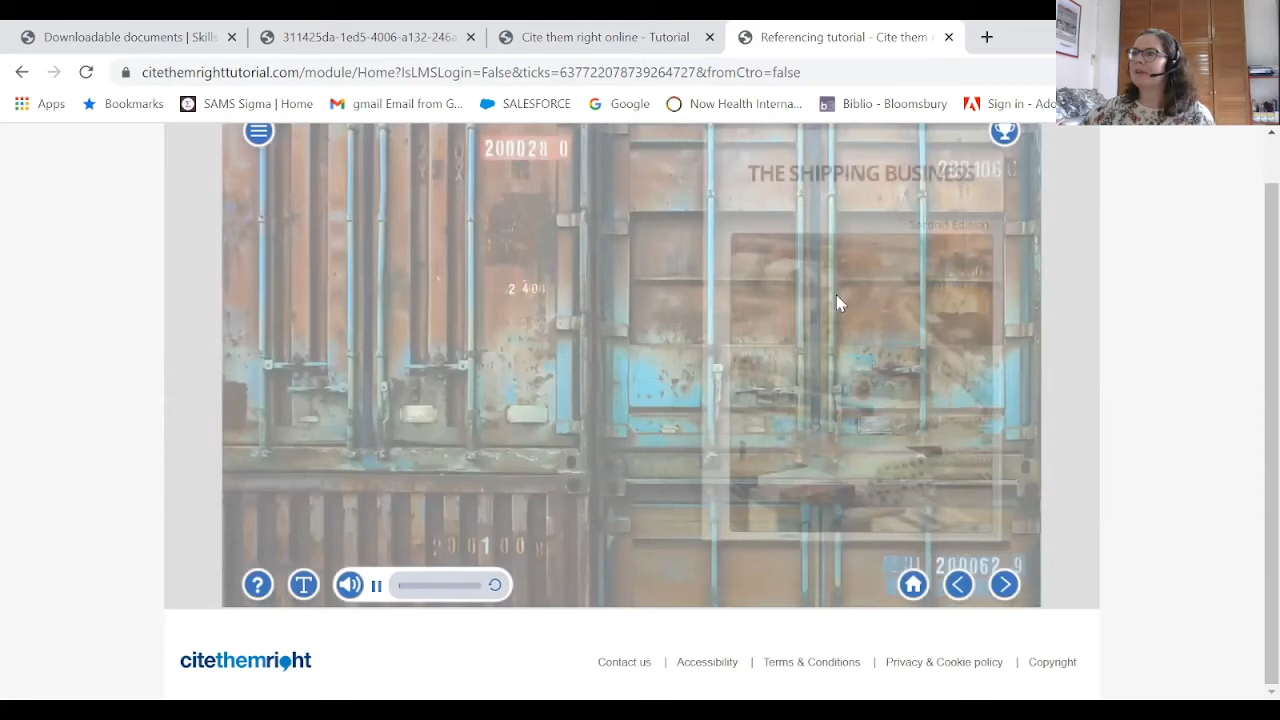 Downloadable documents | Skills
311425da-1ed5-4006-a132-246a
Cite them right online - Tutorial
Referencing tutorial - Cite them r
citethemrighttutorial.com/module/Home?IsLMSLogin=False&ticks=637722078739264727&fromCtro=false
Apps
Bookmarks
SAMS Sigma | Home
gmail Email from G...
SALESFORCE
Google
Now Health Interna...
Biblio - Bloomsbury
Sign in - Ado
200028 0
THE SHIPPING BUSINESS
Second Edition
2 400
200062 9
citethemright
Contact us | Accessibility | Terms & Conditions | Privacy & Cookie policy | Copyright